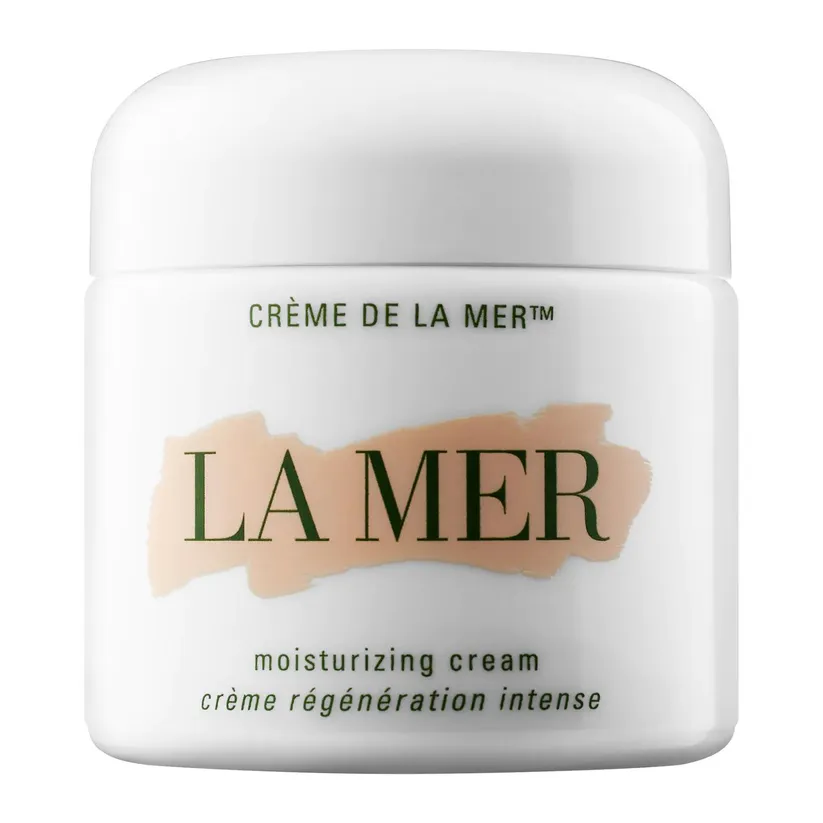 CRÈME DE LA MER™
LA MER
moisturizing cream
crème régénération intense